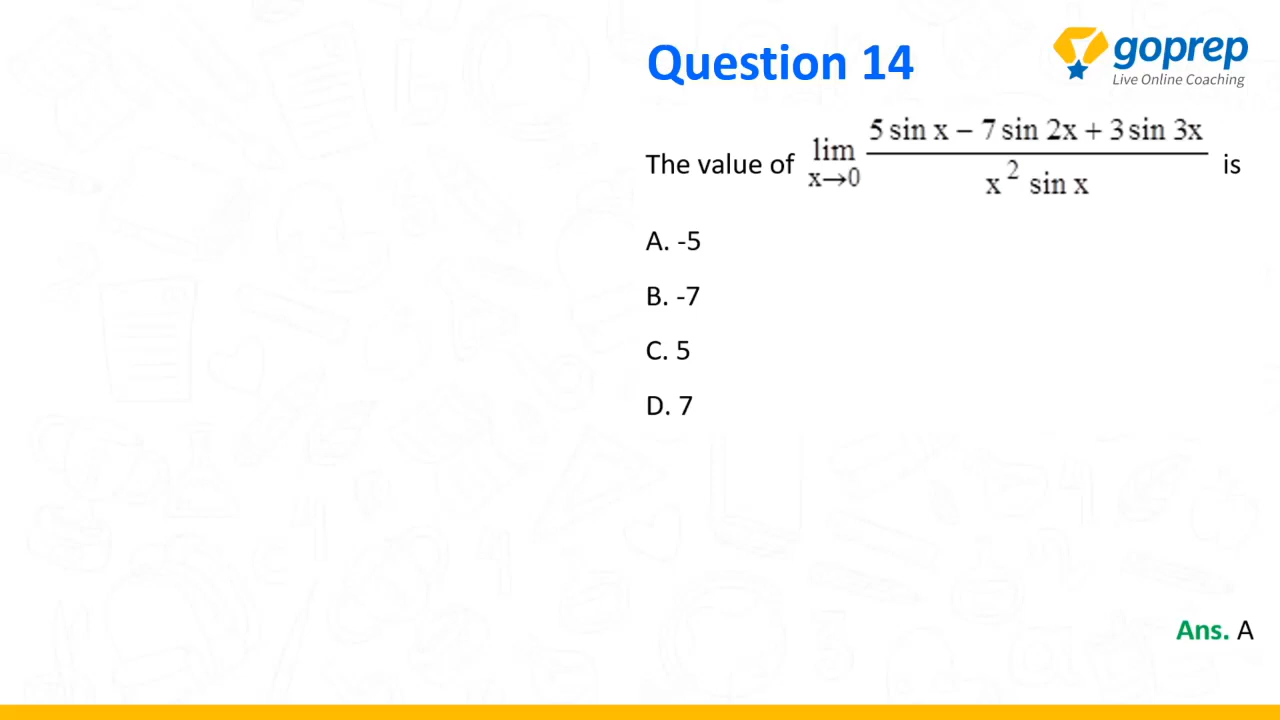 Question 14
goprep
Live Online Coaching
The value of lim x→0 (5 sin x – 7 sin 2x + 3 sin 3x) / (x² sin x) is
A. -5
B. -7
C. 5
D. 7
Ans. A